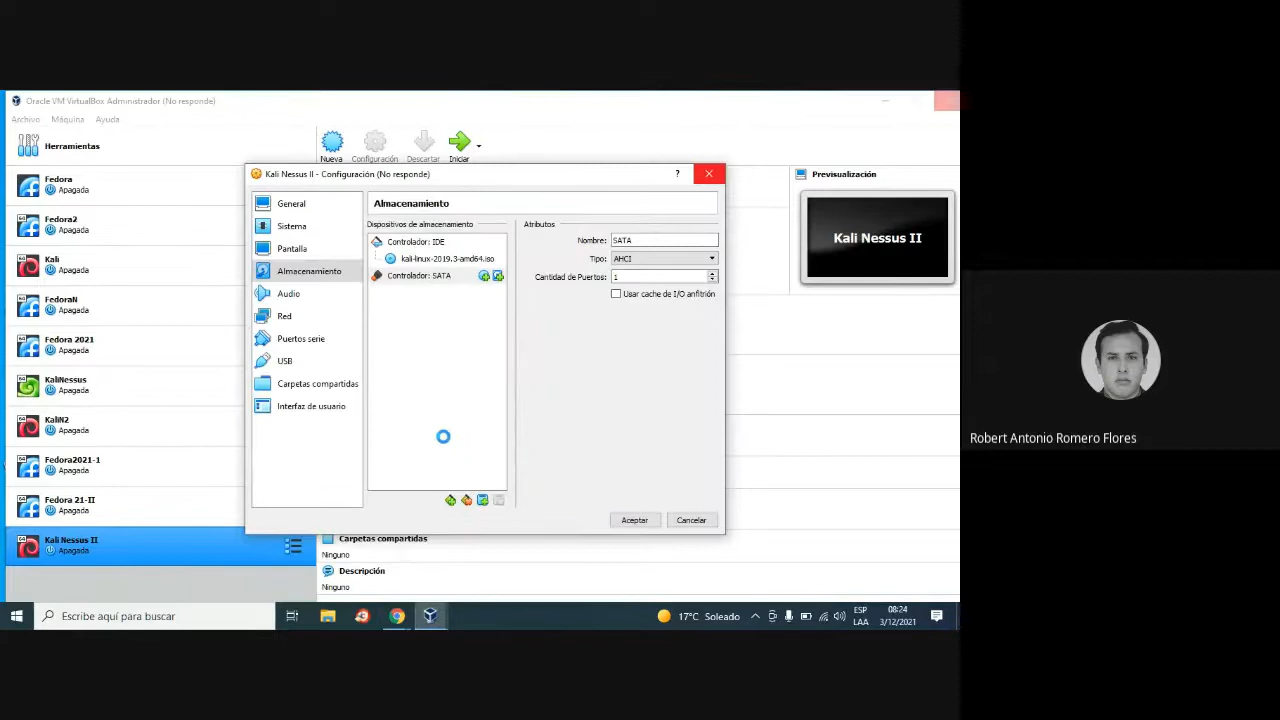 Oracle VM VirtualBox Administrador (No responde)
Archivo Máquina Ayuda
Herramientas
Nueva Configuración Descartar Iniciar
Fedora
Apagada
Fedora2
Apagada
Kali
Apagada
FedoraN
Apagada
Fedora 2021
Apagada
KaliNessus
Apagada
KaliN2
Apagada
Fedora2021-1
Apagada
Fedora 21-II
Apagada
Kali Nessus II
Apagada
Kali Nessus II - Configuración (No responde)
?
General
Sistema
Pantalla
Almacenamiento
Audio
Red
Puertos serie
USB
Carpetas compartidas
Interfaz de usuario
Almacenamiento
Dispositivos de almacenamiento
Controlador: IDE
kali-linux-2019.3-amd64.iso
Controlador: SATA
Atributos
Nombre: SATA
Tipo: AHCI
Cantidad de Puertos: 1
Usar cache de I/O anfitrión
Aceptar Cancelar
Previsualización
Kali Nessus II
Carpetas compartidas
Ninguno
Descripción
Ninguno
Robert Antonio Romero Flores
Escribe aquí para buscar
17°C Soleado
ESP
LAA
08:24
3/12/2021